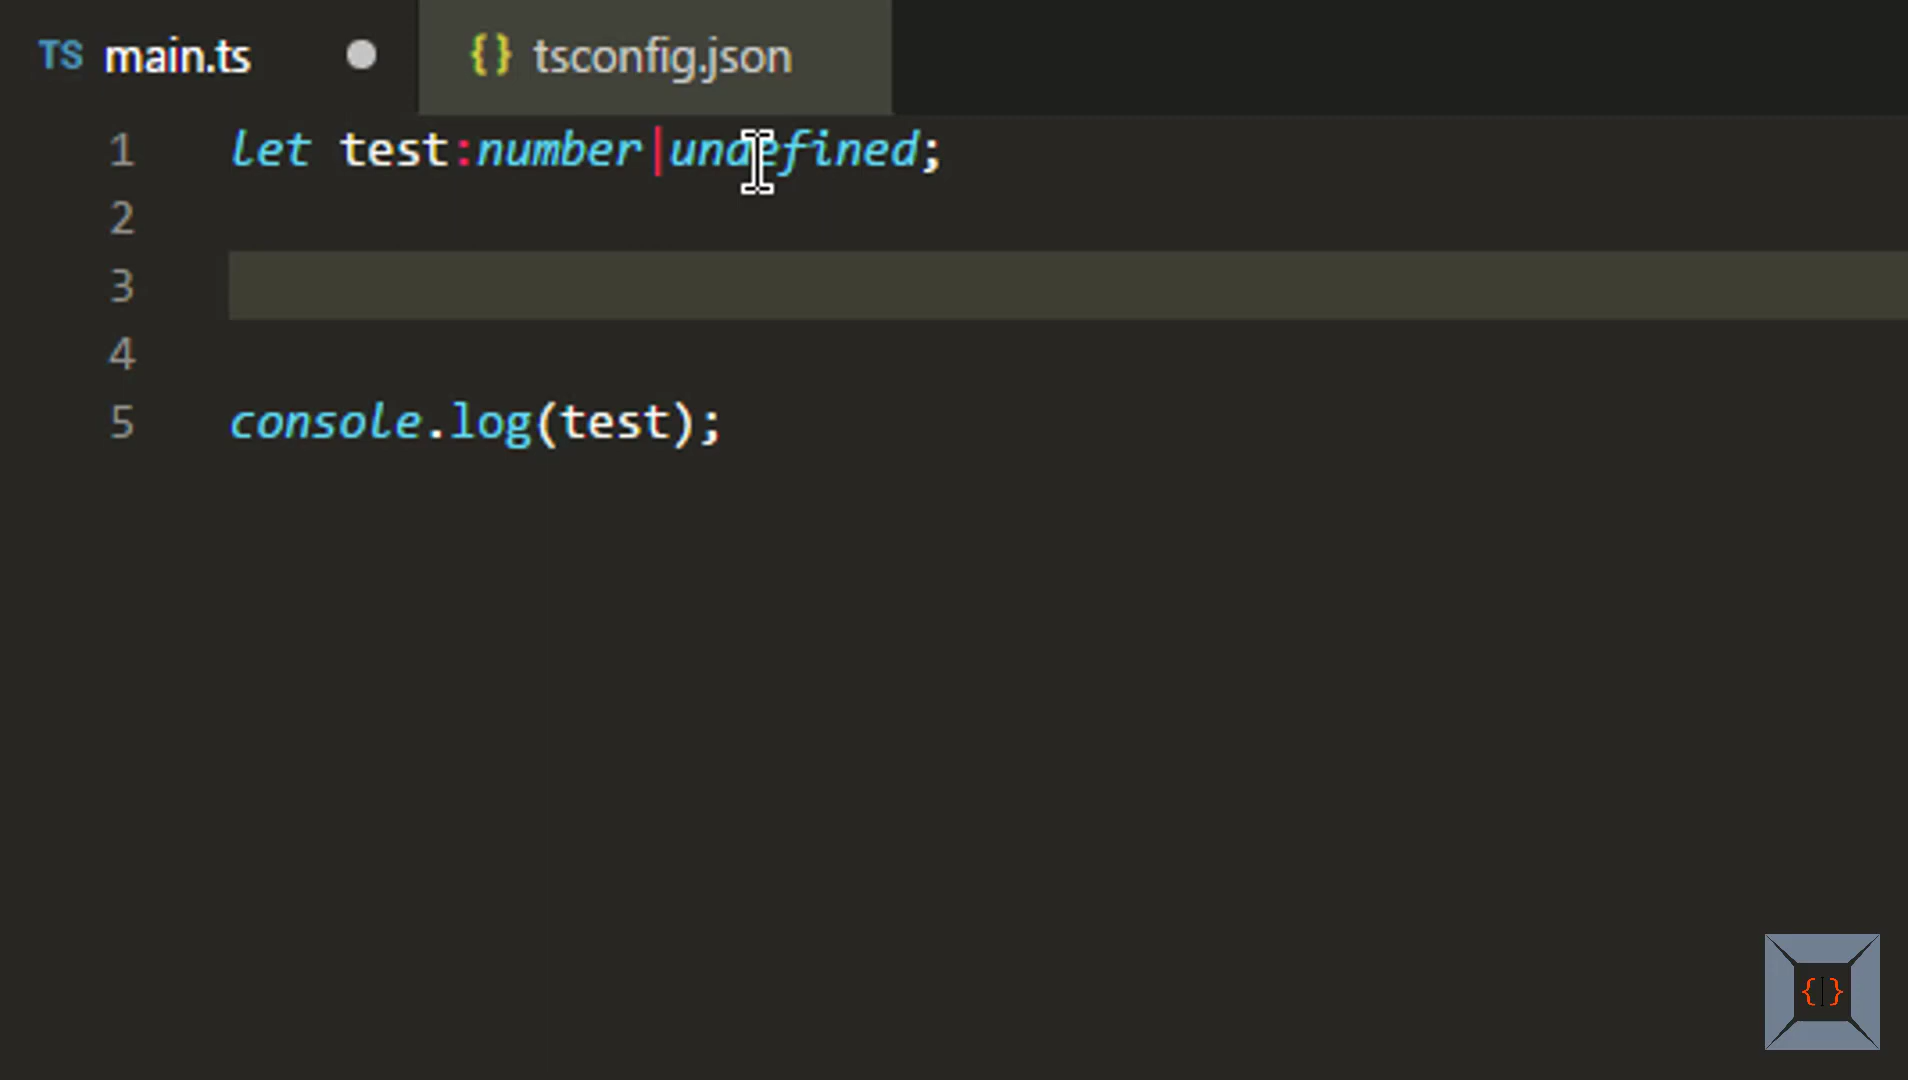 TS main.ts {} tsconfig.json
1 let test:number|undefined;
2
3
4
5 console.log(test);
{|}